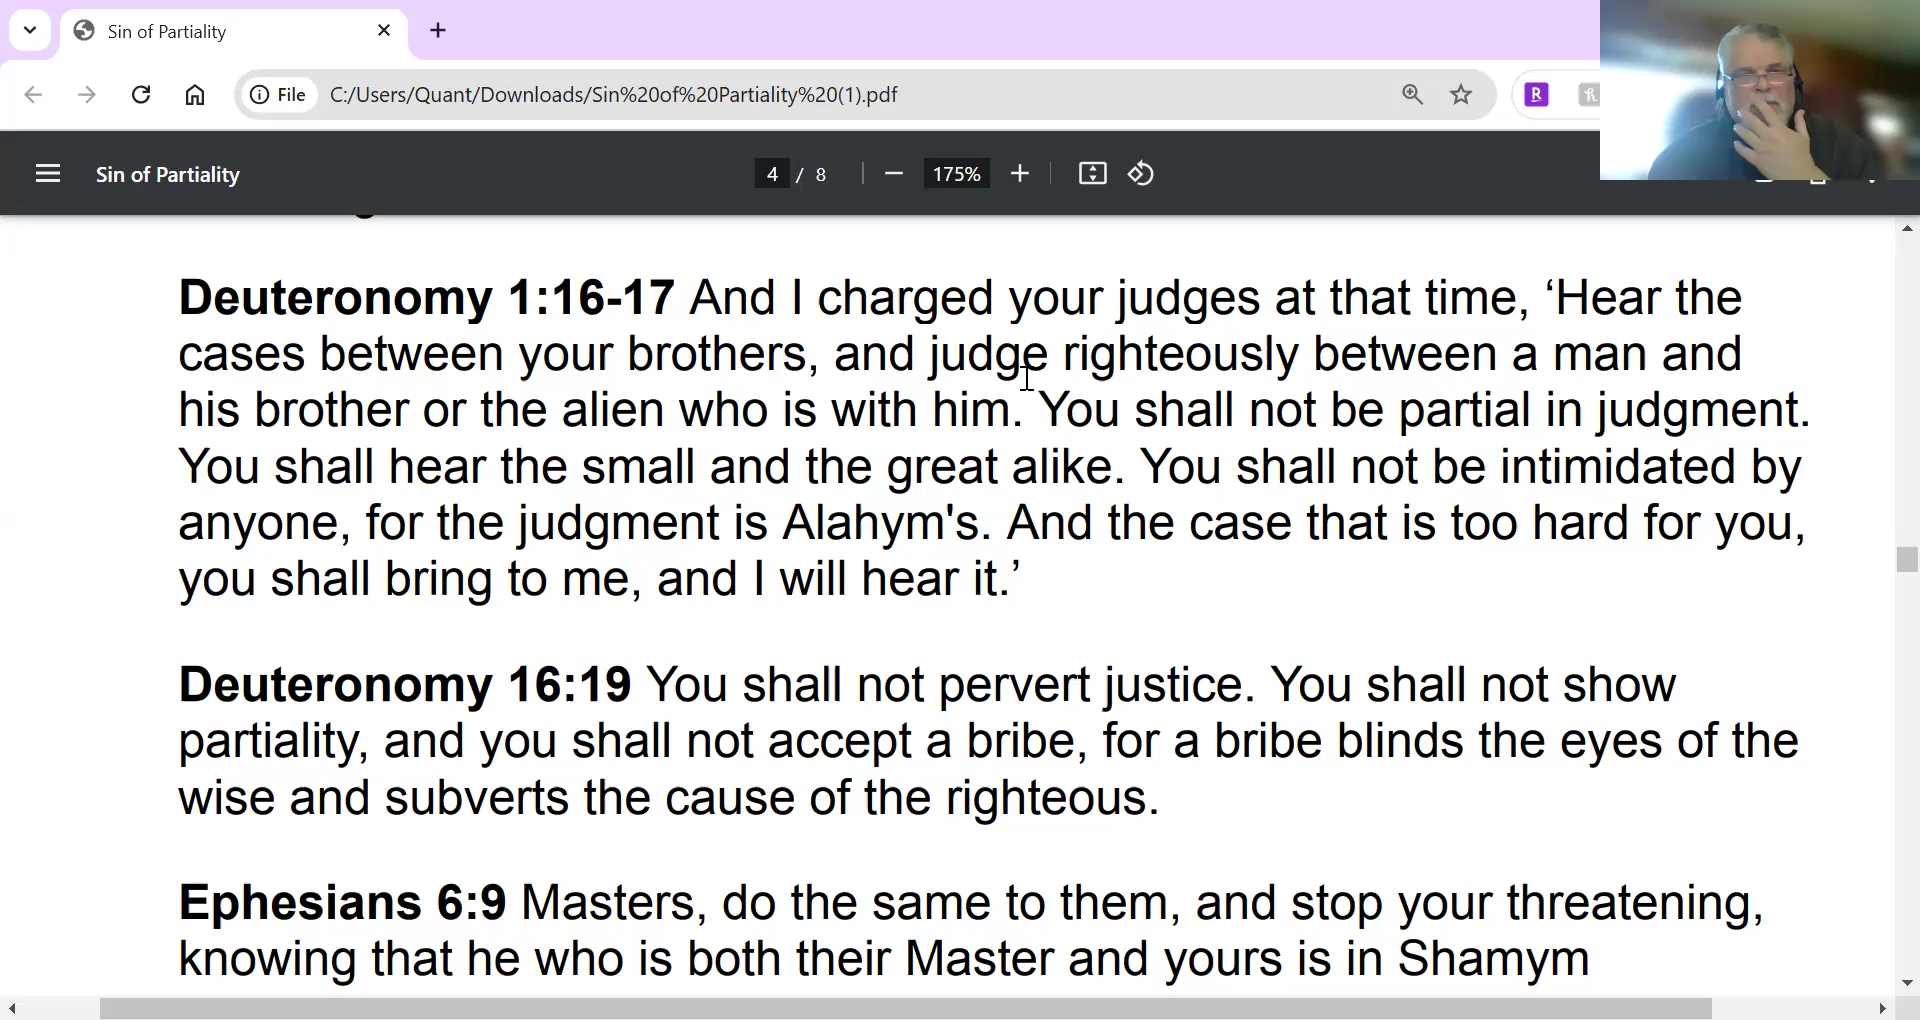 Sin of Partiality
File
C:/Users/Quant/Downloads/Sin%20of%20Partiality%20(1).pdf
Sin of Partiality
4 / 8
175%
Deuteronomy 1:16-17 And I charged your judges at that time, ‘Hear the
cases between your brothers, and judge righteously between a man and
his brother or the alien who is with him. You shall not be partial in judgment.
You shall hear the small and the great alike. You shall not be intimidated by
anyone, for the judgment is Alahym's. And the case that is too hard for you,
you shall bring to me, and I will hear it.’
Deuteronomy 16:19 You shall not pervert justice. You shall not show
partiality, and you shall not accept a bribe, for a bribe blinds the eyes of the
wise and subverts the cause of the righteous.
Ephesians 6:9 Masters, do the same to them, and stop your threatening,
knowing that he who is both their Master and yours is in Shamym